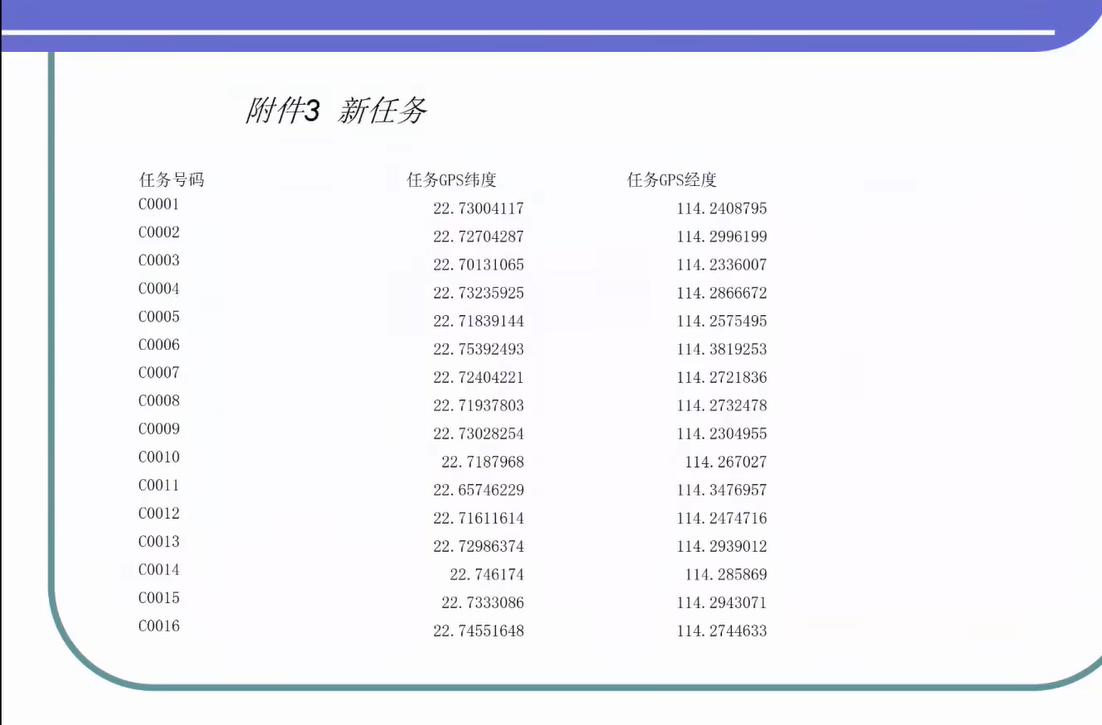 附件3 新任务
任务号码 任务GPS纬度 任务GPS经度
C0001 22.73004117 114.2408795
C0002 22.72704287 114.2996199
C0003 22.70131065 114.2336007
C0004 22.73235925 114.2866672
C0005 22.71839144 114.2575495
C0006 22.75392493 114.3819253
C0007 22.72404221 114.2721836
C0008 22.71937803 114.2732478
C0009 22.73028254 114.2304955
C0010 22.7187968 114.267027
C0011 22.65746229 114.3476957
C0012 22.71611614 114.2474716
C0013 22.72986374 114.2939012
C0014 22.746174 114.285869
C0015 22.7333086 114.2943071
C0016 22.74551648 114.2744633